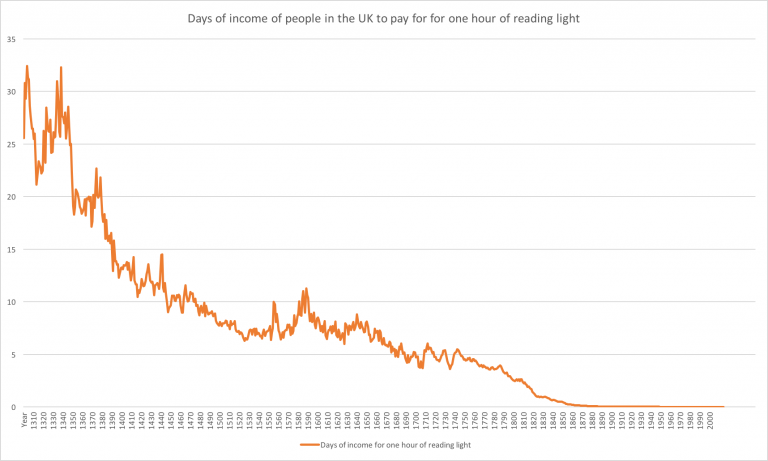 Days of income of people in the UK to pay for for one hour of reading light
35
30
25
20
15
10
5
0
Year 1310 1320 1330 1340 1350 1360 1370 1380 1390 1400 1410 1420 1430 1440 1450 1460 1470 1480 1490 1500 1510 1520 1530 1540 1550 1560 1570 1580 1590 1600 1610 1620 1630 1640 1650 1660 1670 1680 1690 1700 1710 1720 1730 1740 1750 1760 1770 1780 1790 1800 1810 1820 1830 1840 1850 1860 1870 1880 1890 1900 1910 1920 1930 1940 1950 1960 1970 1980 1990 2000
Days of income for one hour of reading light